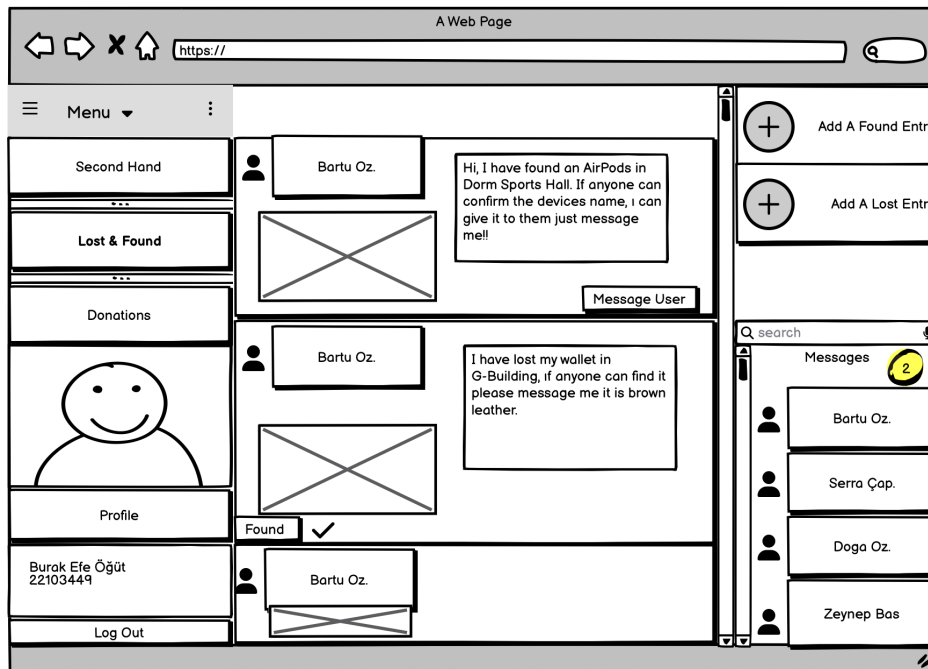 A Web Page
https://
Menu
Second Hand
Lost & Found
Donations
Profile
Burak Efe Öğüt
22103449
Log Out
Bartu Oz.
Hi, I have found an AirPods in
Dorm Sports Hall. If anyone can
confirm the devices name, ı can
give it to them just message
me!!
Message User
Bartu Oz.
I have lost my wallet in
G-Building, ıf anyone can find it
please message me it is brown
leather.
Found
Bartu Oz.
Add A Found Entr
Add A Lost Entr
search
Messages
2
Bartu Oz.
Serra Çap.
Doga Oz.
Zeynep Bas